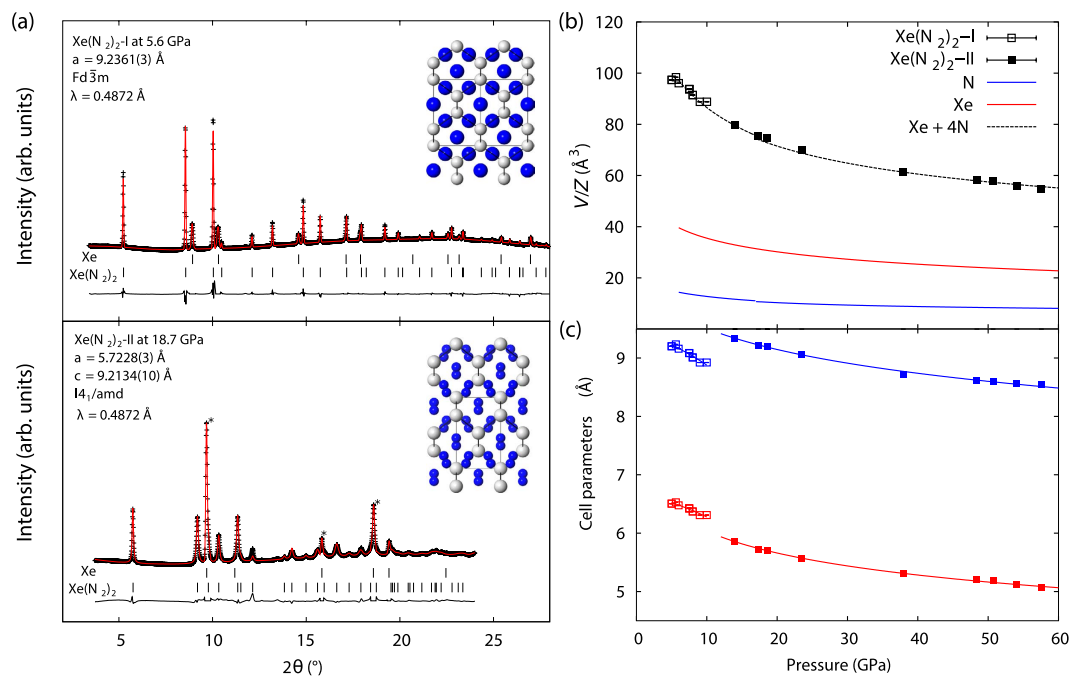 (a)
Xe(N 2)2-I at 5.6 GPa
a = 9.2361(3) Å
Fd3̅m
λ = 0.4872 Å
Intensity (arb. units)
Xe
Xe(N2)2
Xe(N2)2-II at 18.7 GPa
a = 5.7228(3) Å
c = 9.2134(10) Å
I41/amd
λ = 0.4872 Å
*
*
*
Intensity (arb. units)
Xe
Xe(N2)2
5 10 15 20 25
2θ (°)
(b)
Xe(N 2)2−I
Xe(N 2)2−II
N
Xe
Xe + 4N
120
100
80
60
40
20
V/Z (Å 3)
(c)
9
8
7
6
5
Cell parameters (Å)
0 10 20 30 40 50 60
Pressure (GPa)